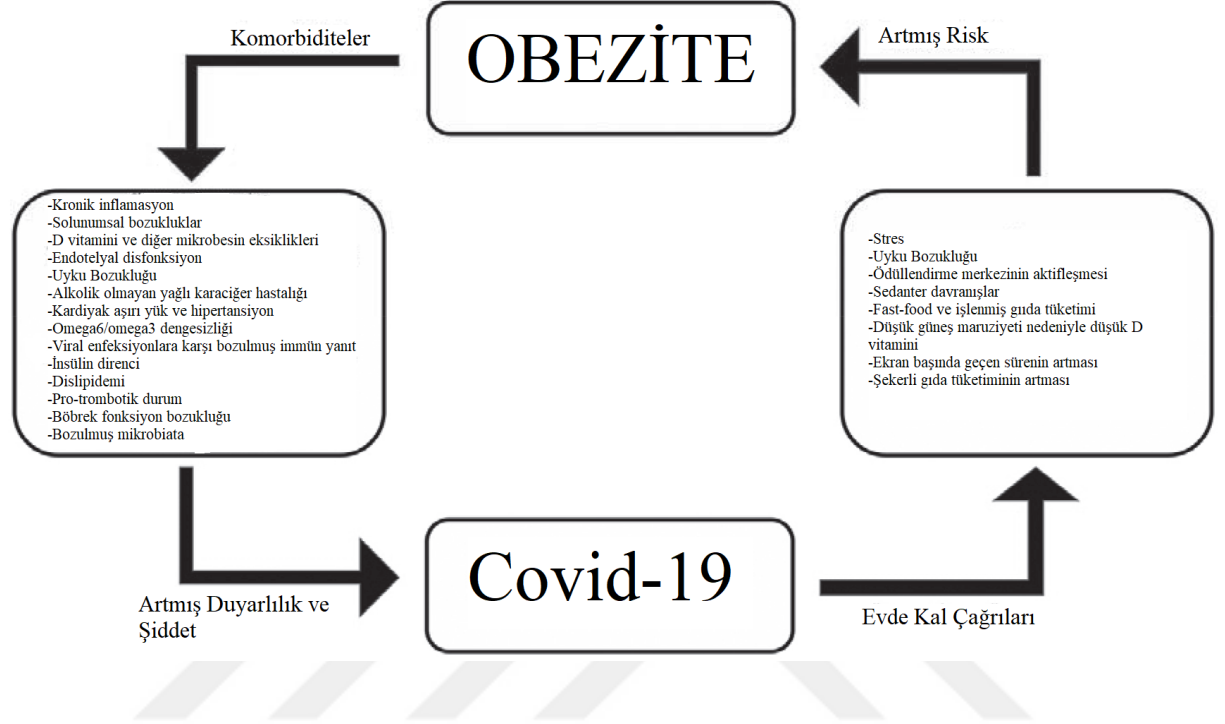 OBEZİTE
Komorbiditeler
Artmış Risk
-Kronik inflamasyon
-Solunumsal bozukluklar
-D vitamini ve diğer mikrobesin eksiklikleri
-Endotelyal disfonksiyon
-Uyku Bozukluğu
-Alkolik olmayan yağlı karaciğer hastalığı
-Kardiyak aşırı yük ve hipertansiyon
-Omega6/omega3 dengesizliği
-Viral enfeksiyonlara karşı bozulmuş immün yanıt
-İnsülin direnci
-Dislipidemi
-Pro-trombotik durum
-Böbrek fonksiyon bozukluğu
-Bozulmuş mikrobiata
-Stres
-Uyku Bozukluğu
-Ödüllendirme merkezinin aktifleşmesi
-Sedanter davranışlar
-Fast-food ve işlenmiş gııda tüketimi
-Düşük güneş maruziyeti nedeniyle düşük D
vitamini
-Ekran başında geçen sürenin artması
-Şekerli gıda tüketiminin artması
Artmış Duyarlılık ve
Şiddet
Covid-19
Evde Kal Çağrıları